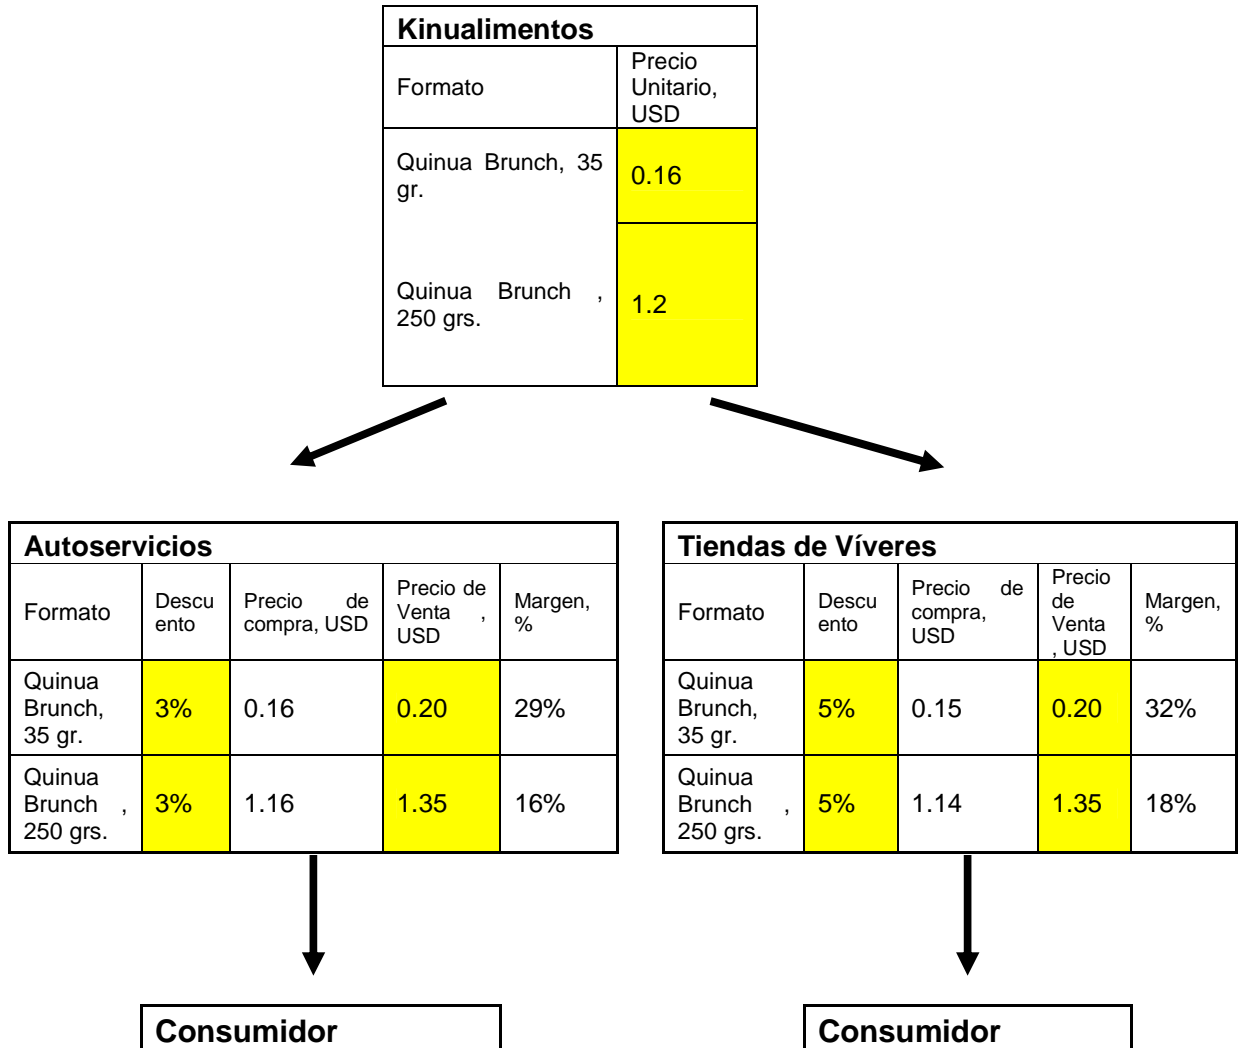 Kinualimentos
Formato
Precio
Unitario,
USD
Quinua Brunch, 35
gr.
0.16
Quinua Brunch ,
250 grs.
1.2
Autoservicios
Formato
Descu
ento
Precio de
compra, USD
Precio de
Venta ,
USD
Margen,
%
Quinua
Brunch,
35 gr.
3%
0.16
0.20
29%
Quinua
Brunch ,
250 grs.
3%
1.16
1.35
16%
Tiendas de Víveres
Formato
Descu
ento
Precio de
compra,
USD
Precio
de
Venta
, USD
Margen,
%
Quinua
Brunch,
35 gr.
5%
0.15
0.20
32%
Quinua
Brunch ,
250 grs.
5%
1.14
1.35
18%
Consumidor
Consumidor